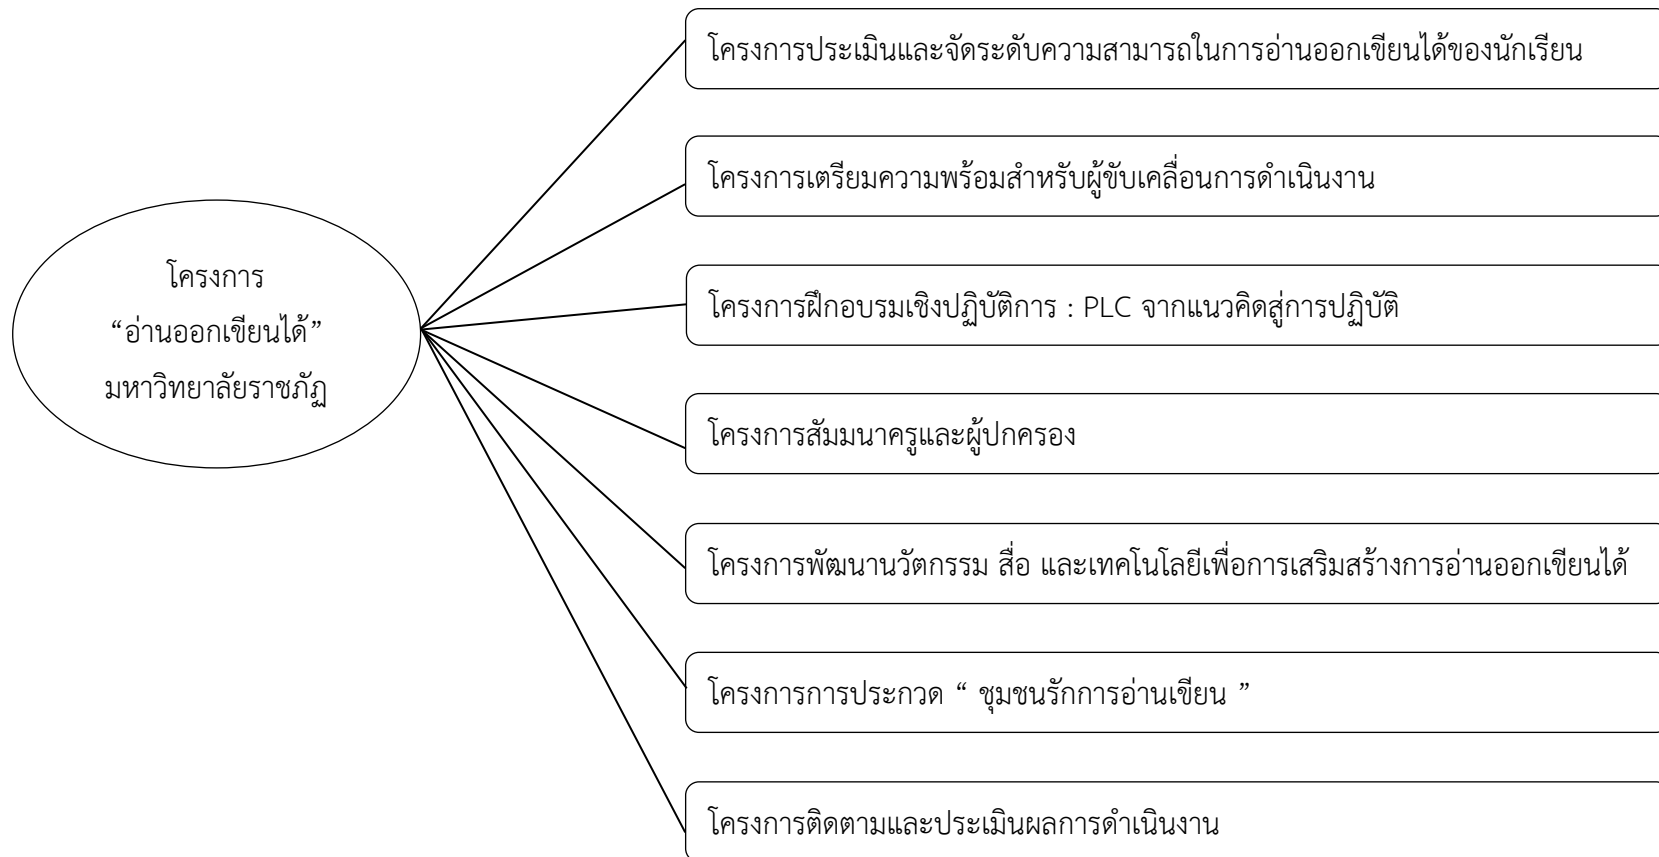 โครงการประเมินและจัดระดับความสามารถในการอ่านออกเขียนได้ของนักเรียน
โครงการเตรียมความพร้อมสำหรับผู้ขับเคลื่อนการดำเนินงาน
โครงการ
“อ่านออกเขียนได้”
มหาวิทยาลัยราชภัฏ
โครงการฝึกอบรมเชิงปฏิบัติการ : PLC จากแนวคิดสู่การปฏิบัติ
โครงการสัมมนาครูและผู้ปกครอง
โครงการพัฒนานวัตกรรม สื่อ และเทคโนโลยีเพื่อการเสริมสร้างการอ่านออกเขียนได้
โครงการการประกวด “ ชุมชนรักการอ่านเขียน ”
โครงการติดตามและประเมินผลการดำเนินงาน